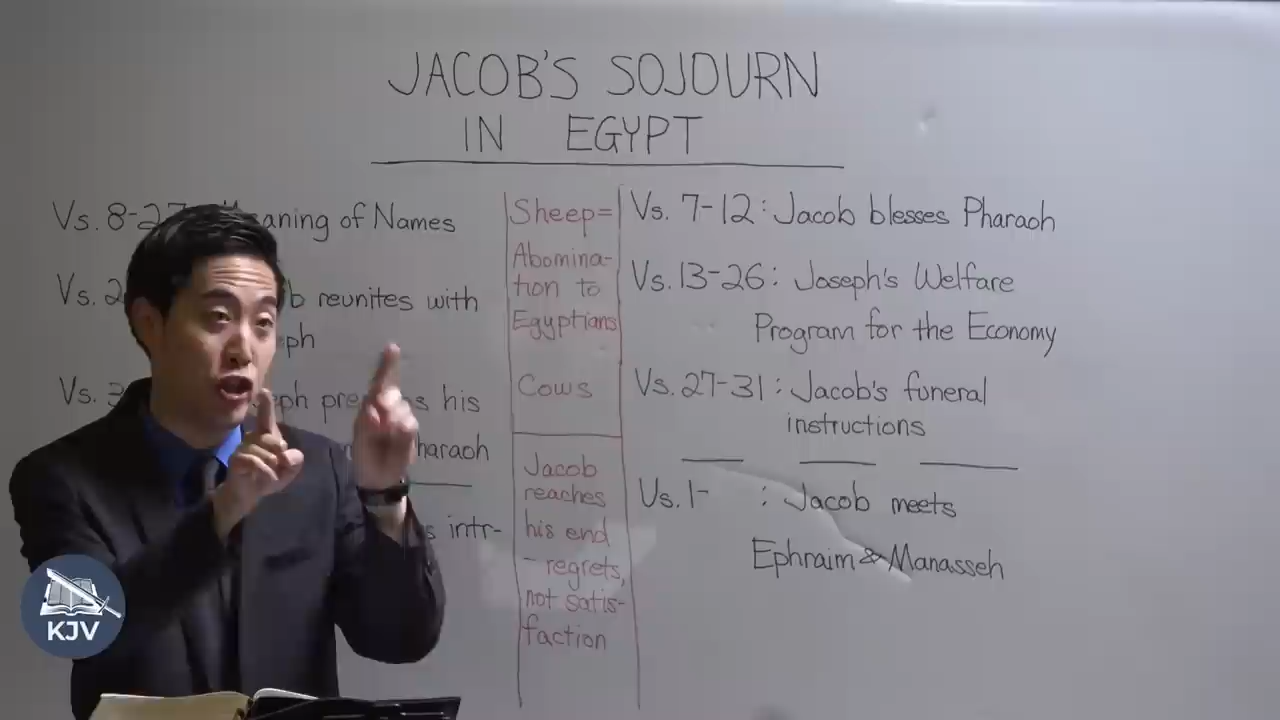 JACOB'S SOJOURN
IN EGYPT
Vs. 8-27 Meaning of Names
Vs. 2 b reunites with
ph
Vs. 3 eph pre s his
haraoh
s intr-
Sheep=
Abomina-
tion to
Egyptians
Cows
Jacob
reaches
his end
- regrets,
not satis-
faction
Vs. 7-12: Jacob blesses Pharaoh
Vs. 13-26: Joseph's Welfare
Program for the Economy
Vs. 27-31: Jacob's funeral
instructions
Vs. 1- : Jacob meets
Ephraim & Manasseh
KJV